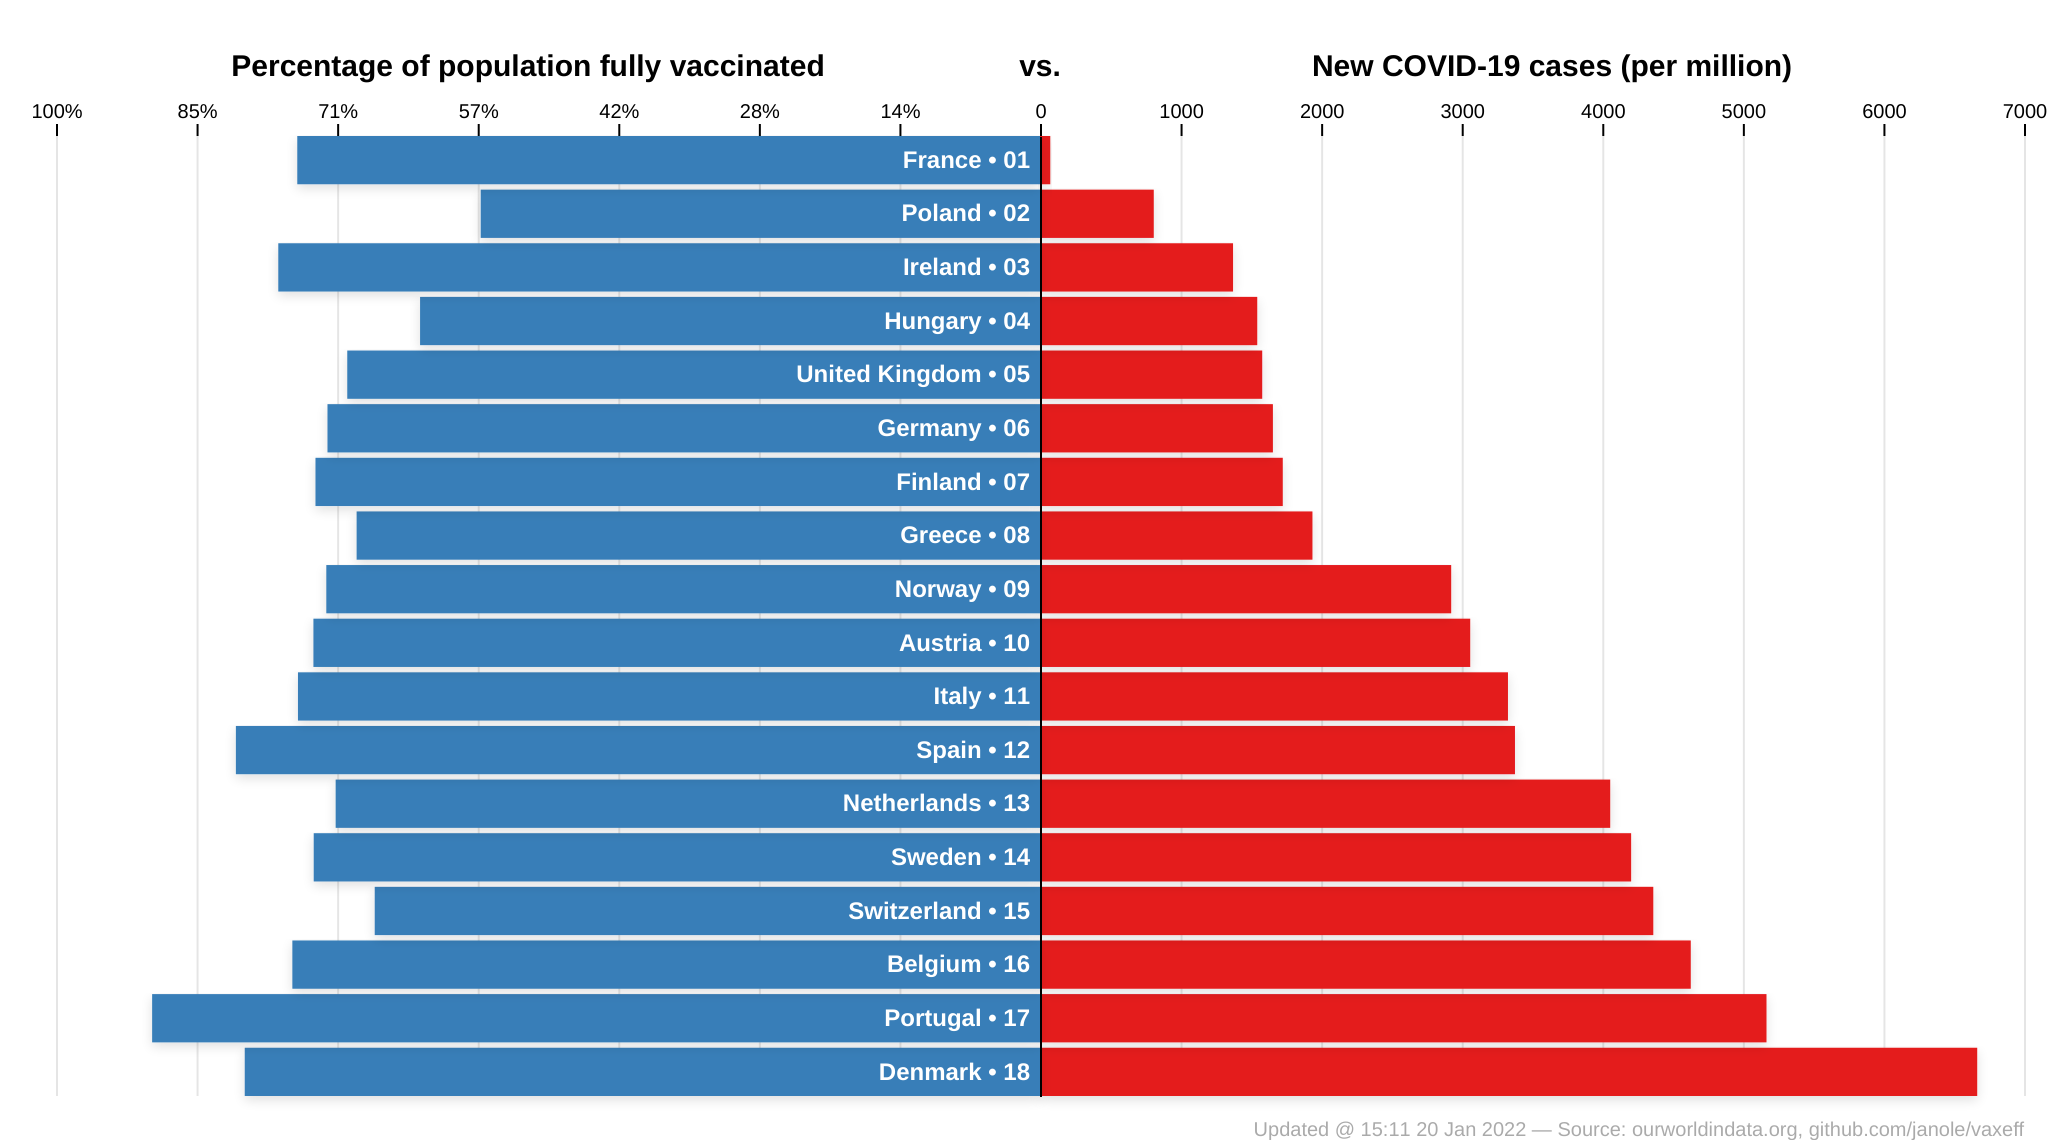 Percentage of population fully vaccinated vs. New COVID-19 cases (per million)
100% 85% 71% 57% 42% 28% 14% 0 1000 2000 3000 4000 5000 6000 7000
France • 01
Poland • 02
Ireland • 03
Hungary • 04
United Kingdom • 05
Germany • 06
Finland • 07
Greece • 08
Norway • 09
Austria • 10
Italy • 11
Spain • 12
Netherlands • 13
Sweden • 14
Switzerland • 15
Belgium • 16
Portugal • 17
Denmark • 18
Updated @ 15:11 20 Jan 2022 — Source: ourworldindata.org, github.com/janole/vaxeff